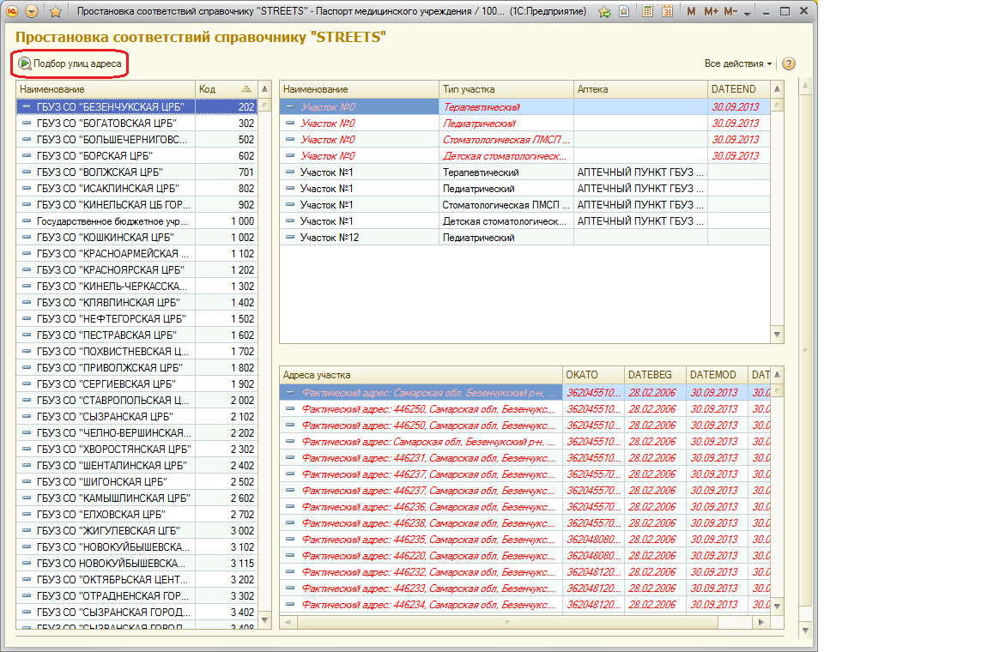 Простановка соответствий справочнику "STREETS" - Паспорт медицинского учреждения / 100... (1С:Предприятие)
M M+ M-
Простановка соответствий справочнику "STREETS"
Подбор улиц адреса
Все действия
Наименование Код
ГБУЗ СО "БЕЗЕНЧУКСКАЯ ЦРБ" 202
ГБУЗ СО "БОГАТОВСКАЯ ЦРБ" 302
ГБУЗ СО "БОЛЬШЕЧЕРНИГОВС... 502
ГБУЗ СО "БОРСКАЯ ЦРБ" 602
ГБУЗ СО "ВОЛЖСКАЯ ЦРБ" 701
ГБУЗ СО "ИСАКЛИНСКАЯ ЦРБ" 802
ГБУЗ СО "КИНЕЛЬСКАЯ ЦБ ГОР... 902
Государственное бюджетное учр... 1 000
ГБУЗ СО "КОШКИНСКАЯ ЦРБ" 1 002
ГБУЗ СО "КРАСНОАРМЕЙСКАЯ ... 1 102
ГБУЗ СО "КРАСНОЯРСКАЯ ЦРБ" 1 202
ГБУЗ СО "КИНЕЛЬ-ЧЕРКАССКА... 1 302
ГБУЗ СО "КЛЯВЛИНСКАЯ ЦРБ" 1 402
ГБУЗ СО "НЕФТЕГОРСКАЯ ЦРБ" 1 502
ГБУЗ СО "ПЕСТРАВСКАЯ ЦРБ" 1 602
ГБУЗ СО "ПОХВИСТНЕВСКАЯ Ц... 1 702
ГБУЗ СО "ПРИВОЛЖСКАЯ ЦРБ" 1 802
ГБУЗ СО "СЕРГИЕВСКАЯ ЦРБ" 1 902
ГБУЗ СО "СТАВРОПОЛЬСКАЯ Ц... 2 002
ГБУЗ СО "СЫЗРАНСКАЯ ЦРБ" 2 102
ГБУЗ СО "ЧЕЛНО-ВЕРШИНСКАЯ... 2 202
ГБУЗ СО "ХВОРОСТЯНСКАЯ ЦРБ" 2 302
ГБУЗ СО "ШЕНТАЛИНСКАЯ ЦРБ" 2 402
ГБУЗ СО "ШИГОНСКАЯ ЦРБ" 2 502
ГБУЗ СО "КАМЫШЛИНСКАЯ ЦРБ" 2 602
ГБУЗ СО "ЕЛХОВСКАЯ ЦРБ" 2 702
ГБУЗ СО "ЖИГУЛЕВСКАЯ ЦГБ" 3 002
ГБУЗ СО "НОВОКУЙБЫШЕВСКА... 3 102
ГБУЗ СО НОВОКУЙБЫШЕВСКА... 3 115
ГБУЗ СО "ОКТЯБРЬСКАЯ ЦЕНТ... 3 202
ГБУЗ СО "ОТРАДНЕНСКАЯ ГОР... 3 302
ГБУЗ СО "СЫЗРАНСКАЯ ГОРОД... 3 402
ГБУЗ СО "СЫЗРАНСКАЯ ГОРОД... 3 408
Наименование Тип участка Аптека DATEEND
Участок №0 Терапевтический 30.09.2013
Участок №0 Педиатрический 30.09.2013
Участок №0 Стоматологическая ПМСП ... 30.09.2013
Участок №0 Детская стоматологическ... 30.09.2013
Участок №1 Терапевтический АПТЕЧНЫЙ ПУНКТ ГБУЗ ...
Участок №1 Педиатрический АПТЕЧНЫЙ ПУНКТ ГБУЗ ...
Участок №1 Стоматологическая ПМСП ... АПТЕЧНЫЙ ПУНКТ ГБУЗ ...
Участок №1 Детская стоматологическ... АПТЕЧНЫЙ ПУНКТ ГБУЗ ...
Участок №12 Педиатрический
Адреса участка OKATO DATEBEG DATEMOD DAT
Фактический адрес: Самарская обл, Безенчукский р-н, ... 362045510... 28.02.2006 30.09.2013 30.0
Фактический адрес: 446250, Самарская обл, Безенчукс... 362045510... 28.02.2006 30.09.2013 30.0
Фактический адрес: 446250, Самарская обл, Безенчукс... 362045510... 28.02.2006 30.09.2013 30.0
Фактический адрес: Самарская обл, Безенчукский р-н, ... 362045510... 28.02.2006 30.09.2013 30.0
Фактический адрес: 446231, Самарская обл, Безенчукс... 362045510... 28.02.2006 30.09.2013 30.0
Фактический адрес: 446237, Самарская обл, Безенчукс... 362045570... 28.02.2006 30.09.2013 30.0
Фактический адрес: 446237, Самарская обл, Безенчукс... 362045570... 28.02.2006 30.09.2013 30.0
Фактический адрес: 446236, Самарская обл, Безенчукс... 362045570... 28.02.2006 30.09.2013 30.0
Фактический адрес: 446238, Самарская обл, Безенчукс... 362045570... 28.02.2006 30.09.2013 30.0
Фактический адрес: 446235, Самарская обл, Безенчукс... 362048080... 28.02.2006 30.09.2013 30.0
Фактический адрес: 446220, Самарская обл, Безенчукс... 362048080... 28.02.2006 30.09.2013 30.0
Фактический адрес: 446232, Самарская обл, Безенчукс... 362048120... 28.02.2006 30.09.2013 30.0
Фактический адрес: 446233, Самарская обл, Безенчукс... 362048120... 28.02.2006 30.09.2013 30.0
Фактический адрес: 446234, Самарская обл, Безенчукс... 362048120... 28.02.2006 30.09.2013 30.0